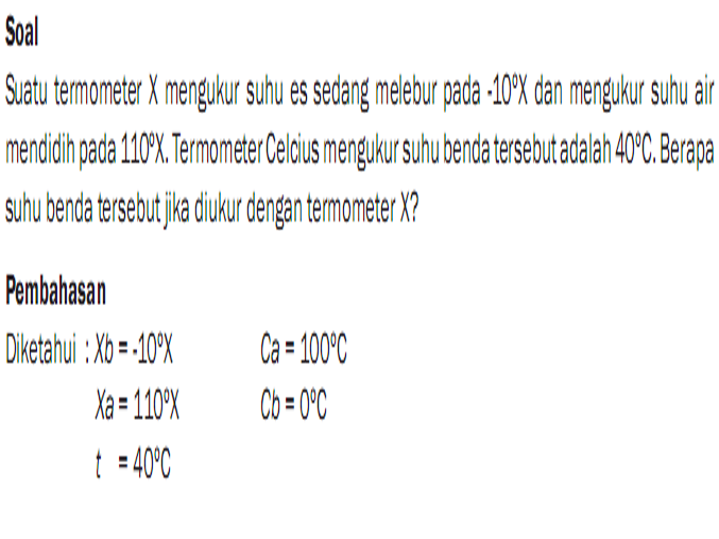 Soal
Suatu termometer X mengukur suhu es sedang melebur pada -10°X dan mengukur suhu air
mendidih pada 110°X. Termometer Celcius mengukur suhu benda tersebut adalah 40°C. Berapa
suhu benda tersebut jika diukur dengan termometer X?
Pembahasan
Diketahui : Xb = -10°X Ca = 100°C
Xa = 110°X Cb = 0°C
t = 40°C